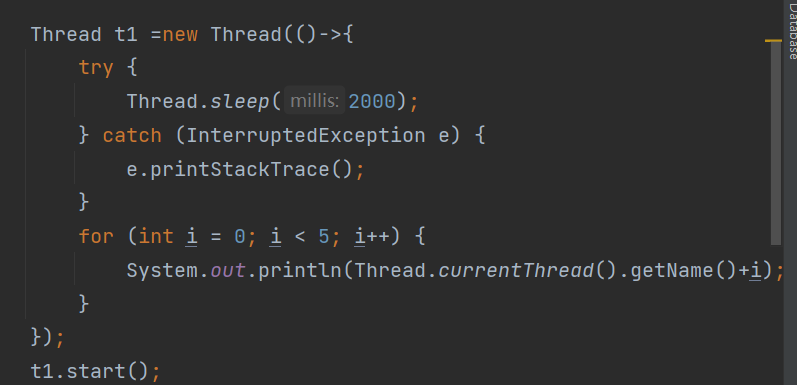 Thread t1 =new Thread(()->{
    try {
        Thread.sleep( millis: 2000);
    } catch (InterruptedException e) {
        e.printStackTrace();
    }
    for (int i = 0; i < 5; i++) {
        System.out.println(Thread.currentThread().getName()+i);
    }
});
t1.start();
Database